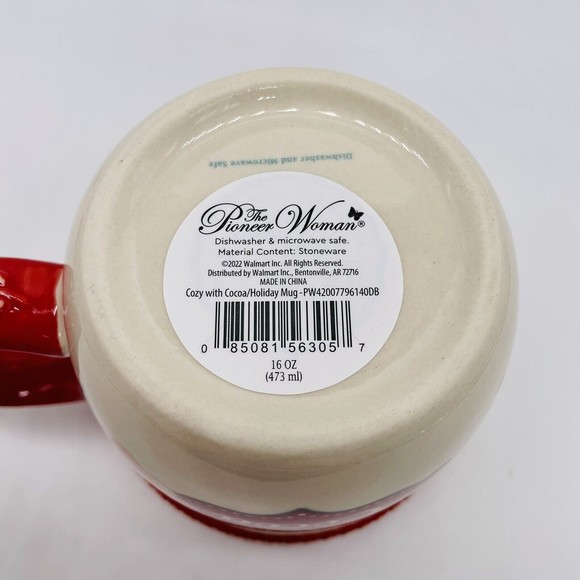 Dishwasher and Microwave Safe
The
Pioneer Woman®
Dishwasher & microwave safe.
Material Content: Stoneware
©2022 Walmart Inc. All Rights Reserved.
Distributed by Walmart Inc., Bentonville, AR 72716
MADE IN CHINA
Cozy with Cocoa/Holiday Mug -PW42007796140DB
0 85081 56305 7
16 OZ
(473 ml)